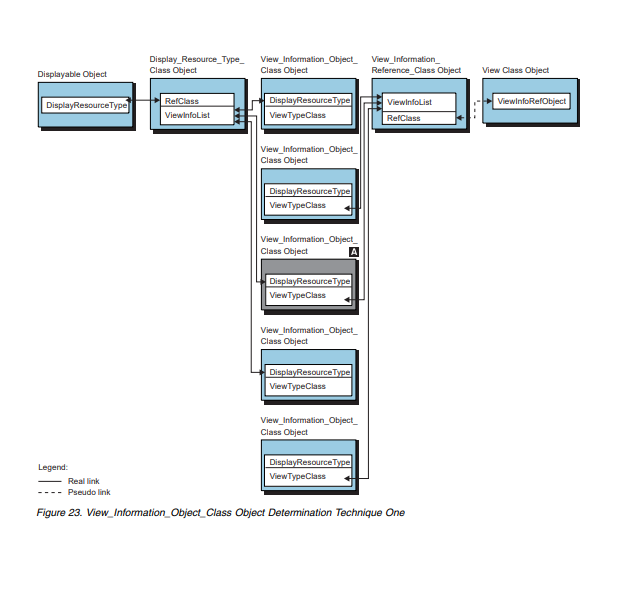 Displayable Object
DisplayResourceType
Display_Resource_Type_
Class Object
RefClass
ViewInfoList
View_Information_Object_
Class Object
DisplayResourceType
ViewTypeClass
View_Information_
Reference_Class Object
ViewInfoList
RefClass
View Class Object
ViewInfoRefObject
View_Information_Object_
Class Object
DisplayResourceType
ViewTypeClass
View_Information_Object_
Class Object
A
DisplayResourceType
ViewTypeClass
View_Information_Object_
Class Object
DisplayResourceType
ViewTypeClass
View_Information_Object_
Class Object
DisplayResourceType
ViewTypeClass
Legend:
Real link
Pseudo link
Figure 23. View_Information_Object_Class Object Determination Technique One